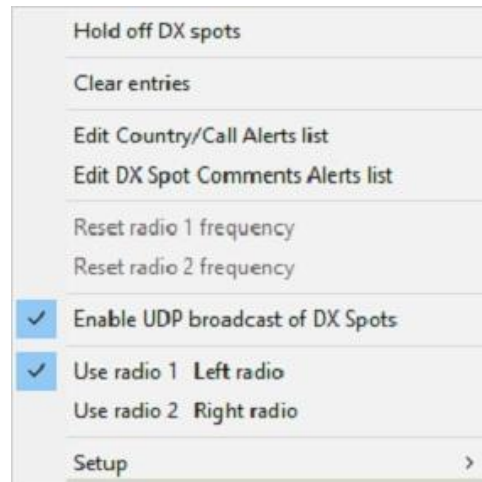 Hold off DX spots
Clear entries
Edit Country/Call Alerts list
Edit DX Spot Comments Alerts list
Reset radio 1 frequency
Reset radio 2 frequency
Enable UDP broadcast of DX Spots
Use radio 1 Left radio
Use radio 2 Right radio
Setup